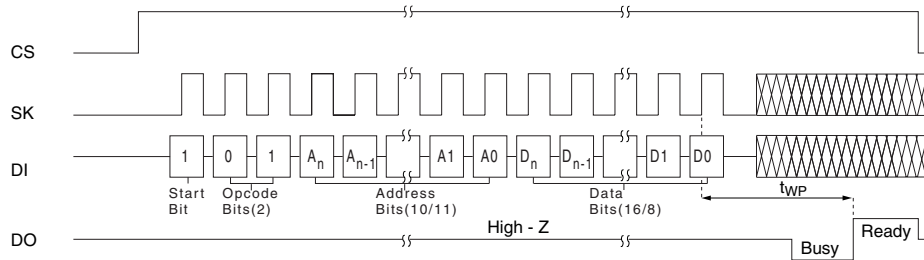 CS
SK
DI
1 0 1 An An-1 A1 A0 Dn Dn-1 D1 D0
Start Bit
Opcode Bits(2)
Address Bits(10/11)
Data Bits(16/8)
tWP
DO
High - Z
Busy
Ready